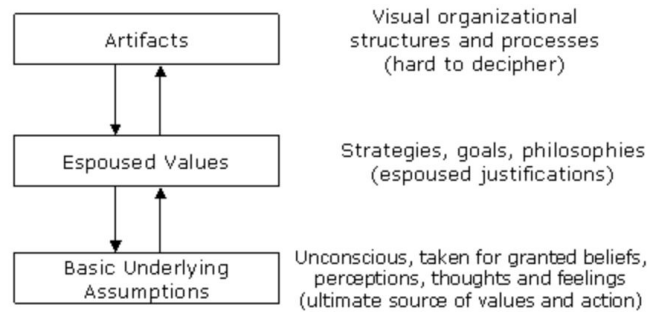 Artifacts
Visual organizational
structures and processes
(hard to decipher)
Espoused Values
Strategies, goals, philosophies
(espoused justifications)
Basic Underlying
Assumptions
Unconscious, taken for granted beliefs,
perceptions, thoughts and feelings
(ultimate source of values and action)